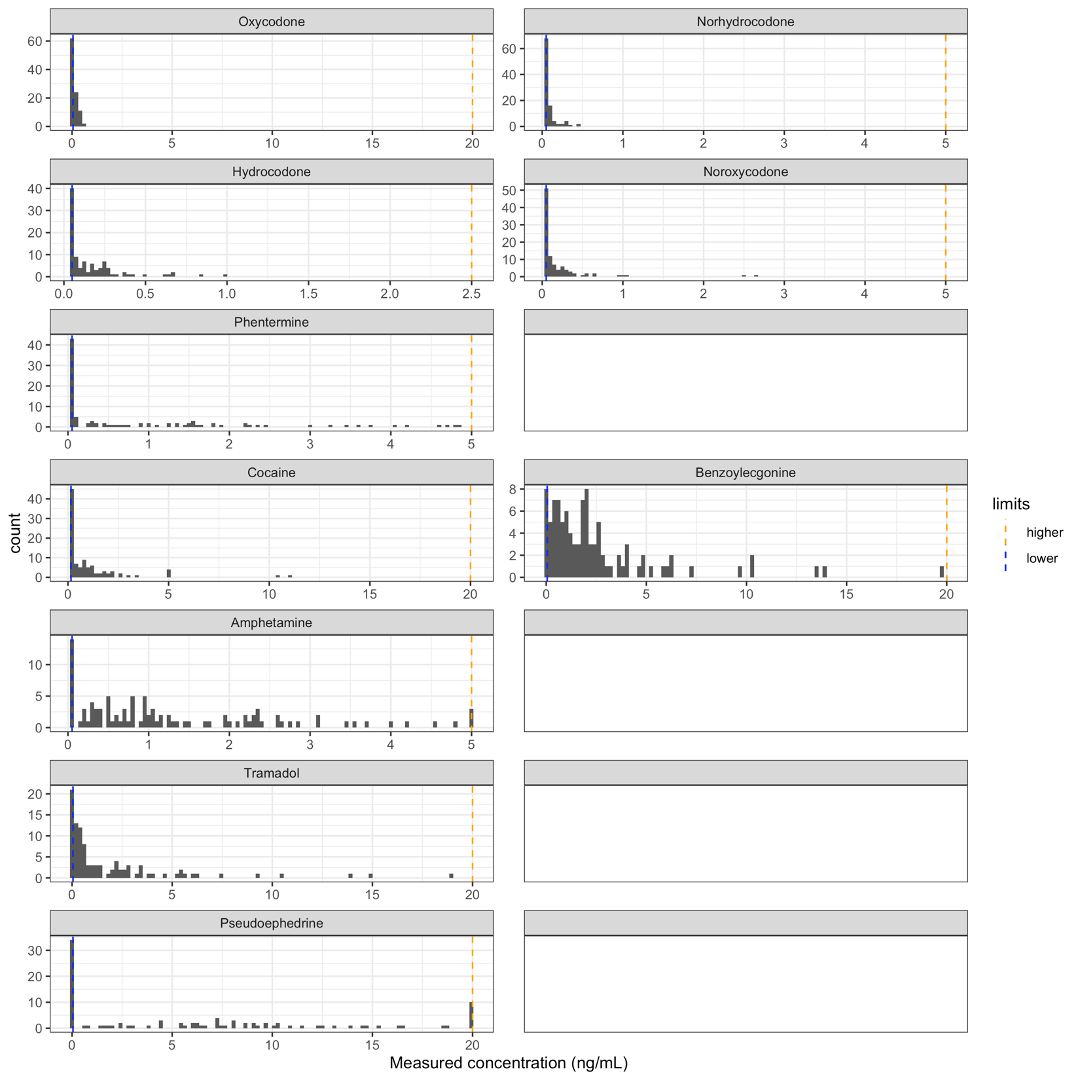 Oxycodone
Norhydrocodone
60
40
20
0
0 5 10 15 20
60
40
20
0
0 1 2 3 4 5
Hydrocodone
Noroxycodone
40
30
20
10
0
0.0 0.5 1.0 1.5 2.0 2.5
50
40
30
20
10
0
0 1 2 3 4 5
Phentermine
40
30
20
10
0
0 1 2 3 4 5
Cocaine
Benzoylecgonine
40
30
20
10
0
0 5 10 15 20
8
6
4
2
0
0 5 10 15 20
Amphetamine
10
5
0
0 1 2 3 4 5
Tramadol
20
15
10
5
0
0 5 10 15 20
Pseudoephedrine
30
20
10
0
0 5 10 15 20
count
Measured concentration (ng/mL)
limits
higher
lower